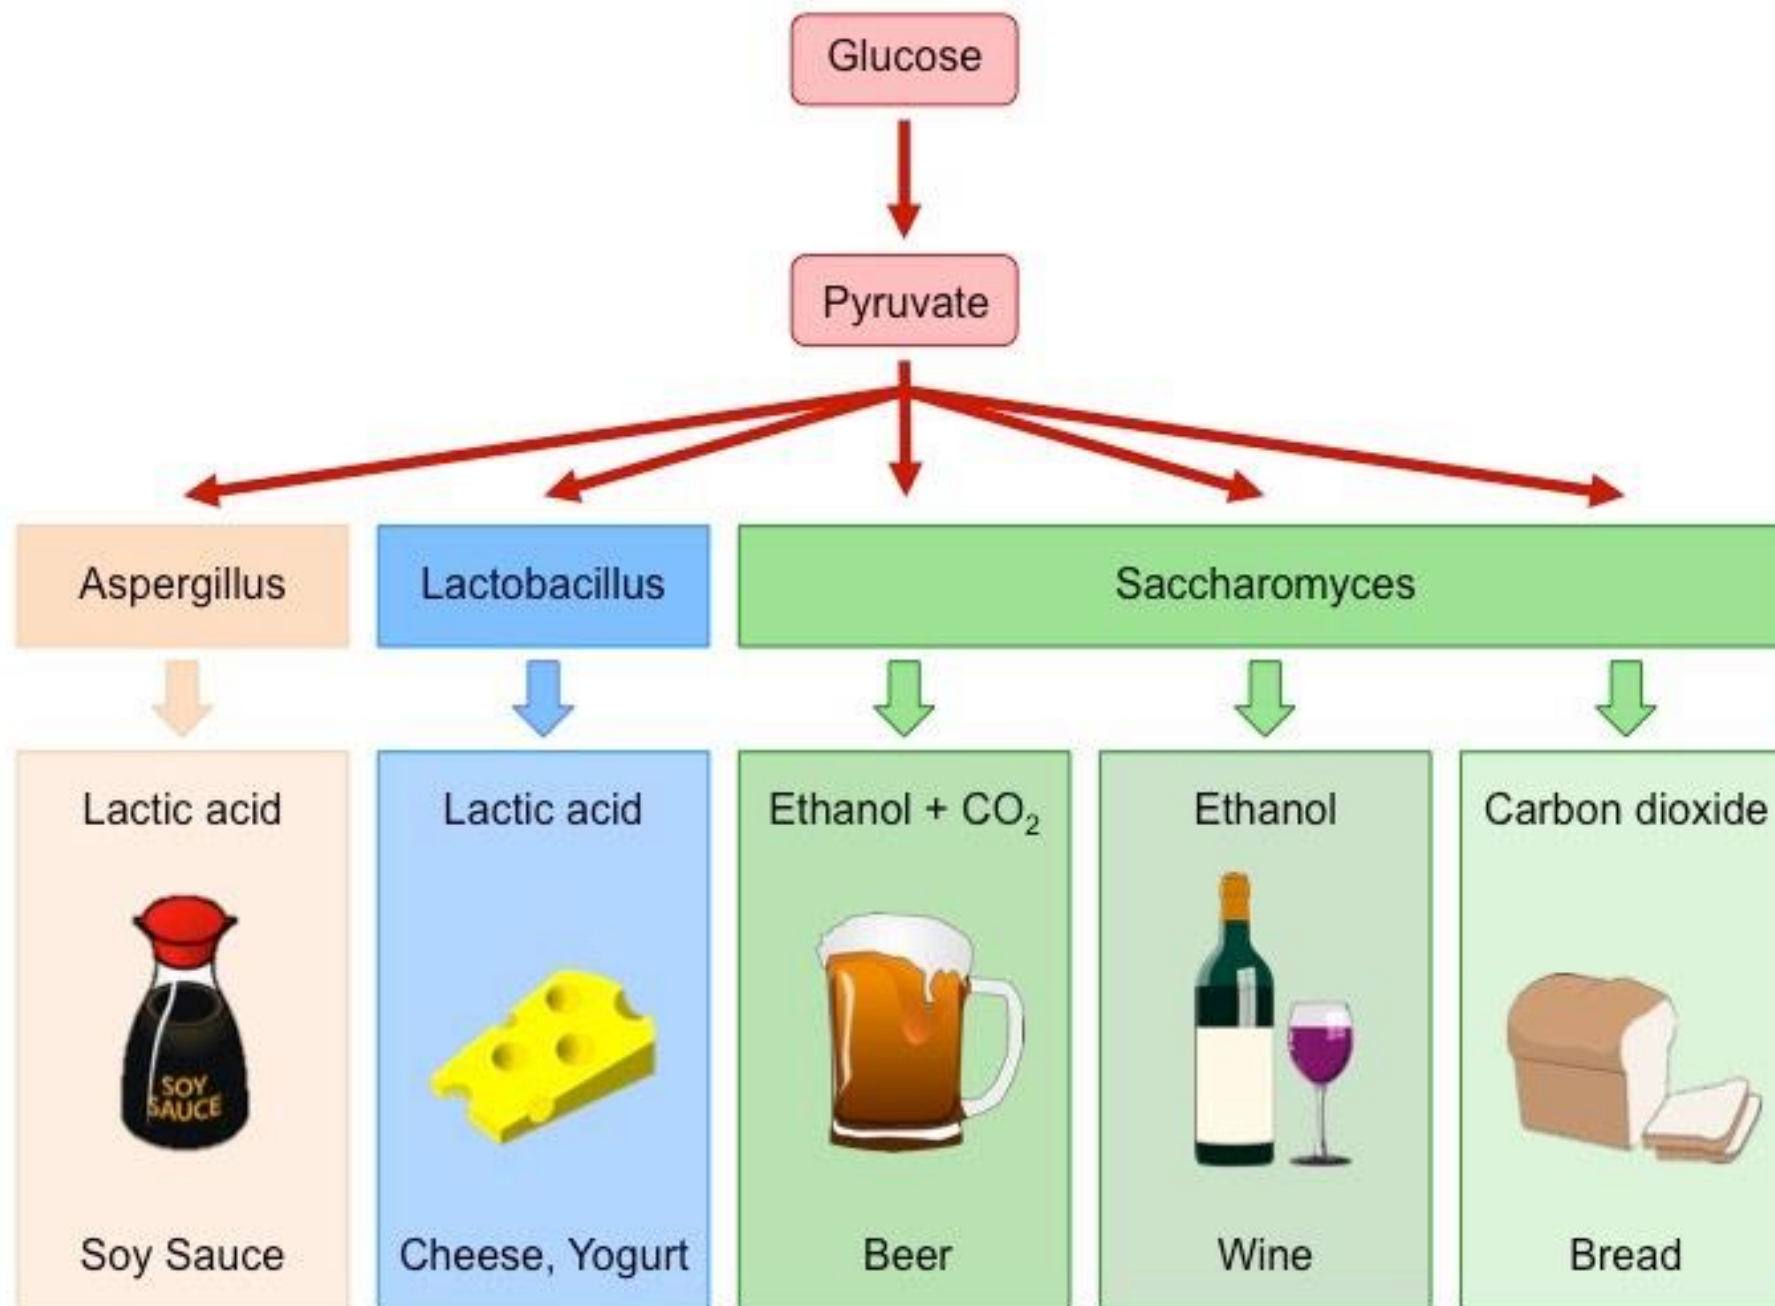 Glucose
Pyruvate
Aspergillus
Lactobacillus
Saccharomyces
Lactic acid
Lactic acid
Ethanol + CO₂
Ethanol
Carbon dioxide
SOY
SAUCE
Soy Sauce
Cheese, Yogurt
Beer
Wine
Bread